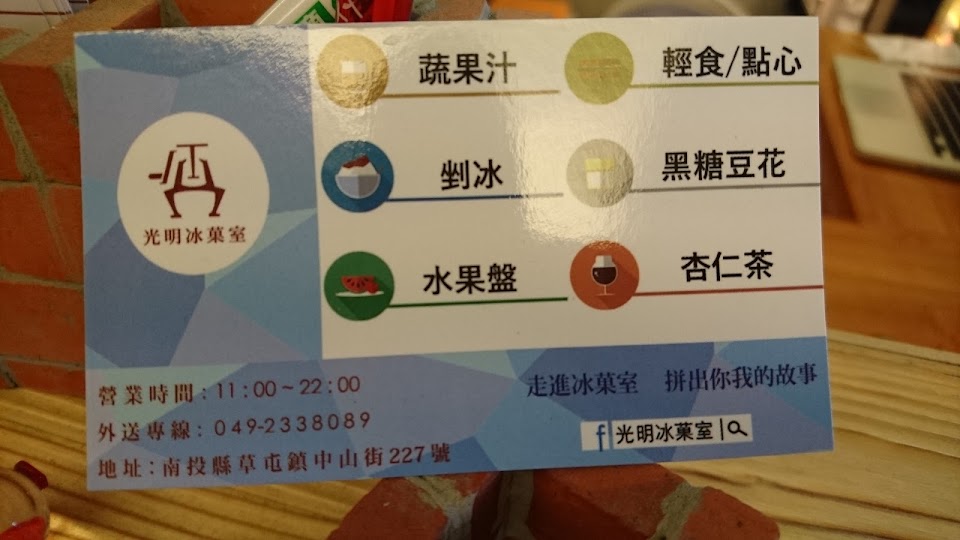 光明冰菓室
蔬果汁
輕食/點心
剉冰
黑糖豆花
水果盤
杏仁茶
營業時間：11:00~22:00
外送專線：049-2338089
地址：南投縣草屯鎮中山街227號
走進冰菓室 拼出你我的故事
f 光明冰菓室